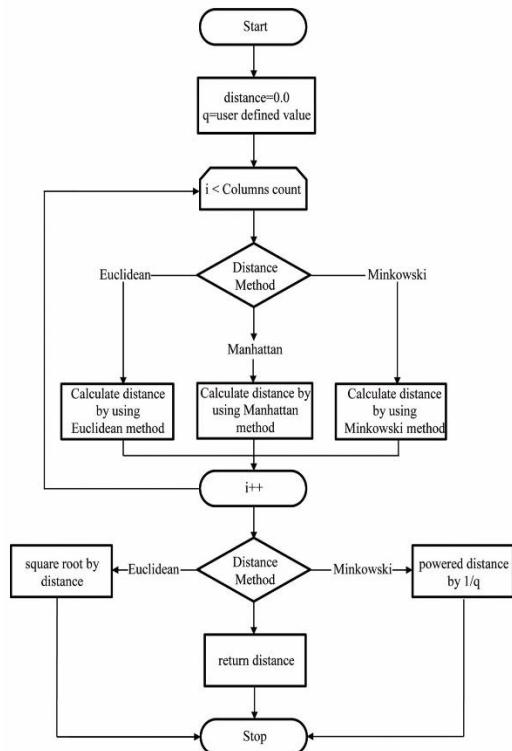 Start
distance=0.0
q=user defined value
i < Columns count
Distance
Method
Euclidean
Minkowski
Manhattan
Calculate distance
by using
Euclidean method
Calculate distance by
using Manhattan
method
Calculate distance
by using
Minkowski method
i++
square root by
distance
Euclidean
Distance
Method
Minkowski
powered distance
by 1/q
return distance
Stop